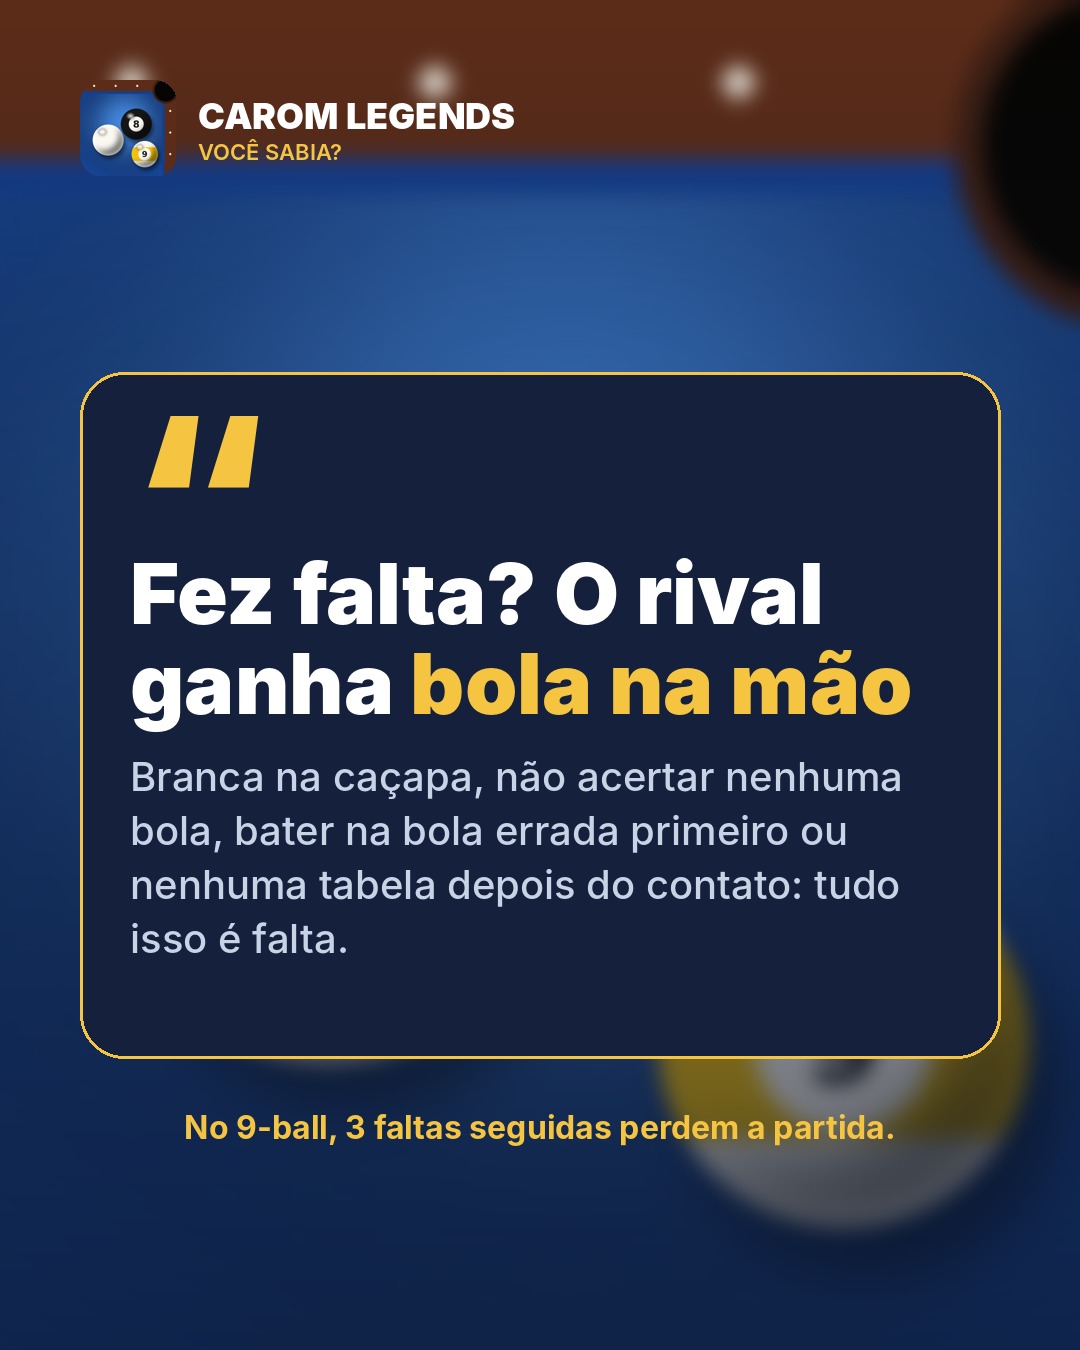 8
9
CAROM LEGENDS
VOCÊ SABIA?
"
Fez falta? O rival
ganha bola na mão
Branca na caçapa, não acertar nenhuma
bola, bater na bola errada primeiro ou
nenhuma tabela depois do contato: tudo
isso é falta.
No 9-ball, 3 faltas seguidas perdem a partida.